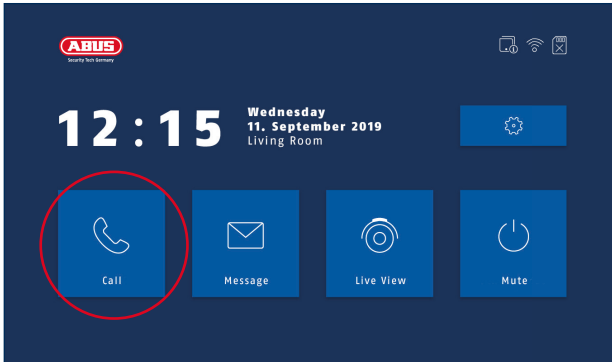 ABUS
Security Tech Germany
12:15
Wednesday
11. September 2019
Living Room
Call
Message
Live View
Mute